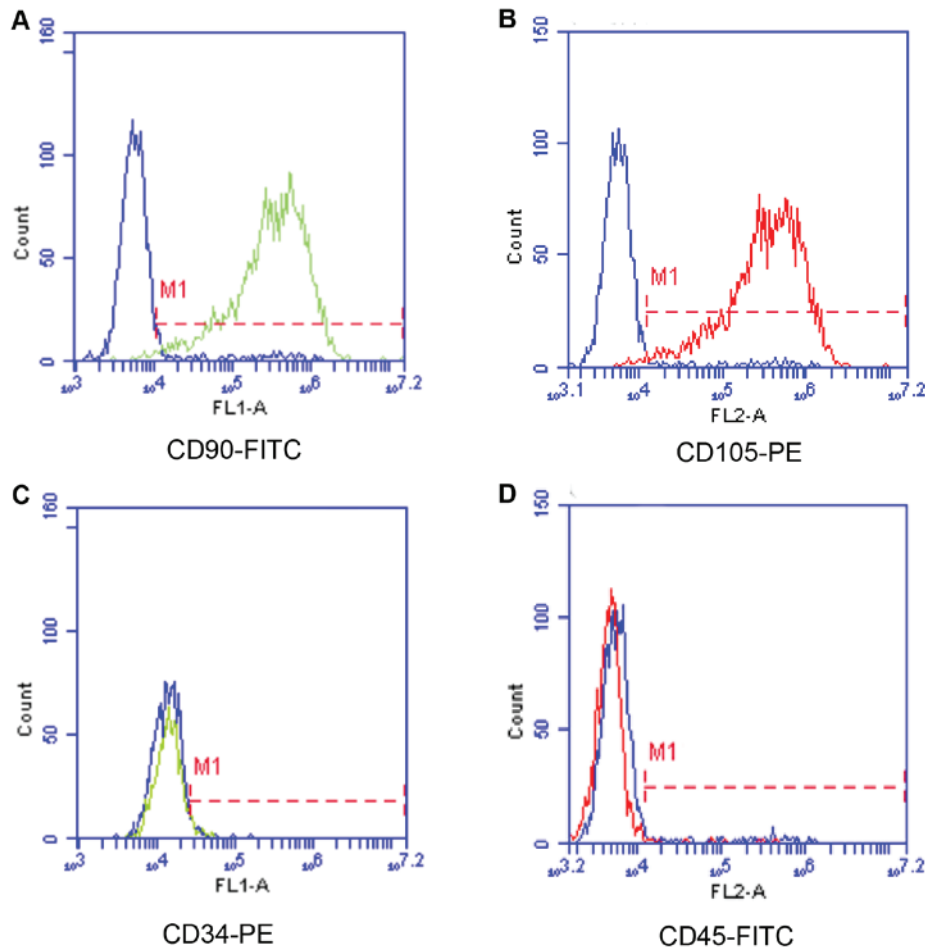 A
160
100
50
0
Count
M1
10^3
10^4
10^5
10^6
10^7.2
FL1-A
CD90-FITC
B
150
100
50
0
Count
M1
10^3.1
10^4
10^5
10^6
10^7.2
FL2-A
CD105-PE
C
160
100
50
0
Count
M1
10^3
10^4
10^5
10^6
10^7.2
FL1-A
CD34-PE
D
150
100
50
0
Count
M1
10^3.2
10^4
10^5
10^6
10^7.2
FL2-A
CD45-FITC